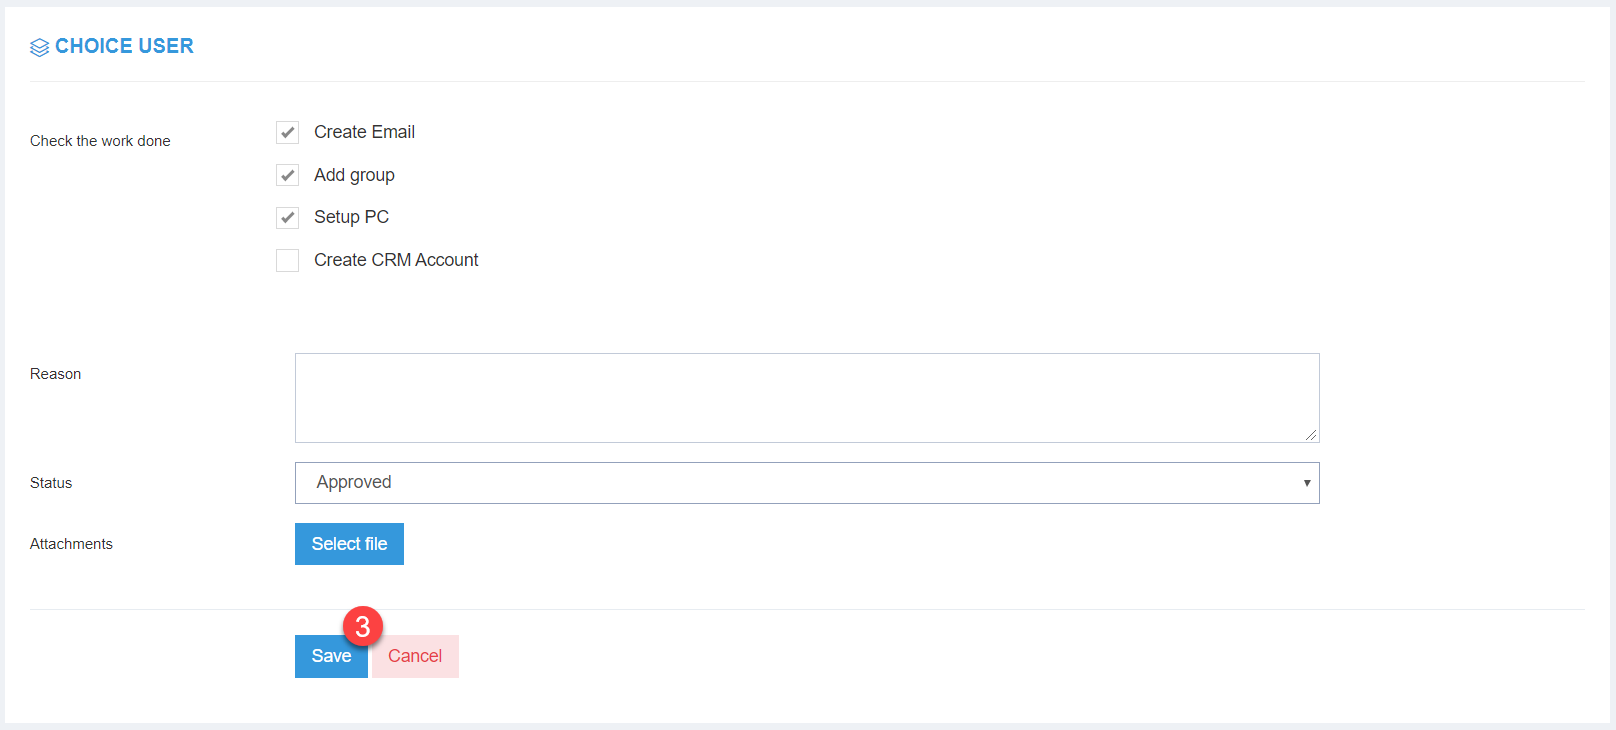 CHOICE USER
Check the work done
Create Email
Add group
Setup PC
Create CRM Account
Reason
Status
Approved
Attachments
Select file
3
Save
Cancel